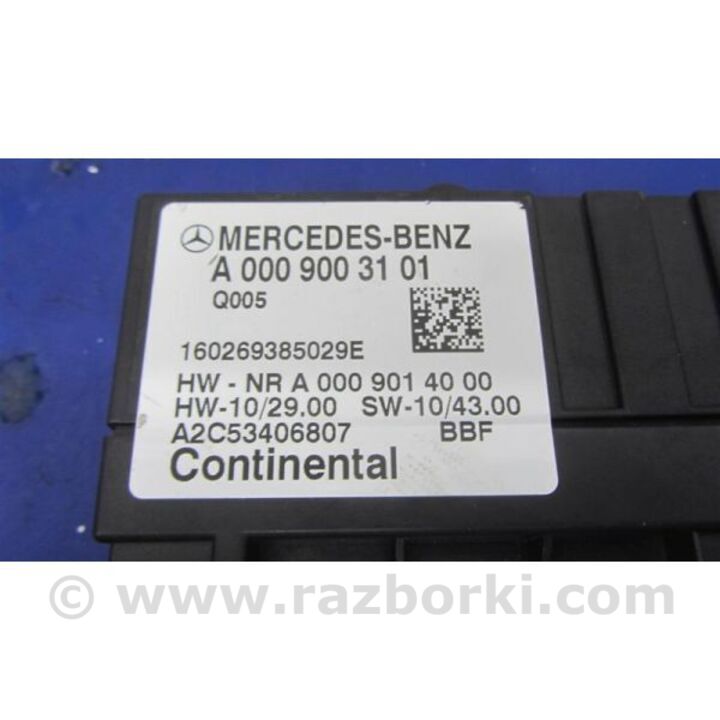 MERCEDES-BENZ
A 000 900 31 01
Q005
160269385029E
HW - NR A 000 901 40 00
HW-10/29.00 SW-10/43.00
A2C53406807 BBF
Continental
© www.razborki.com